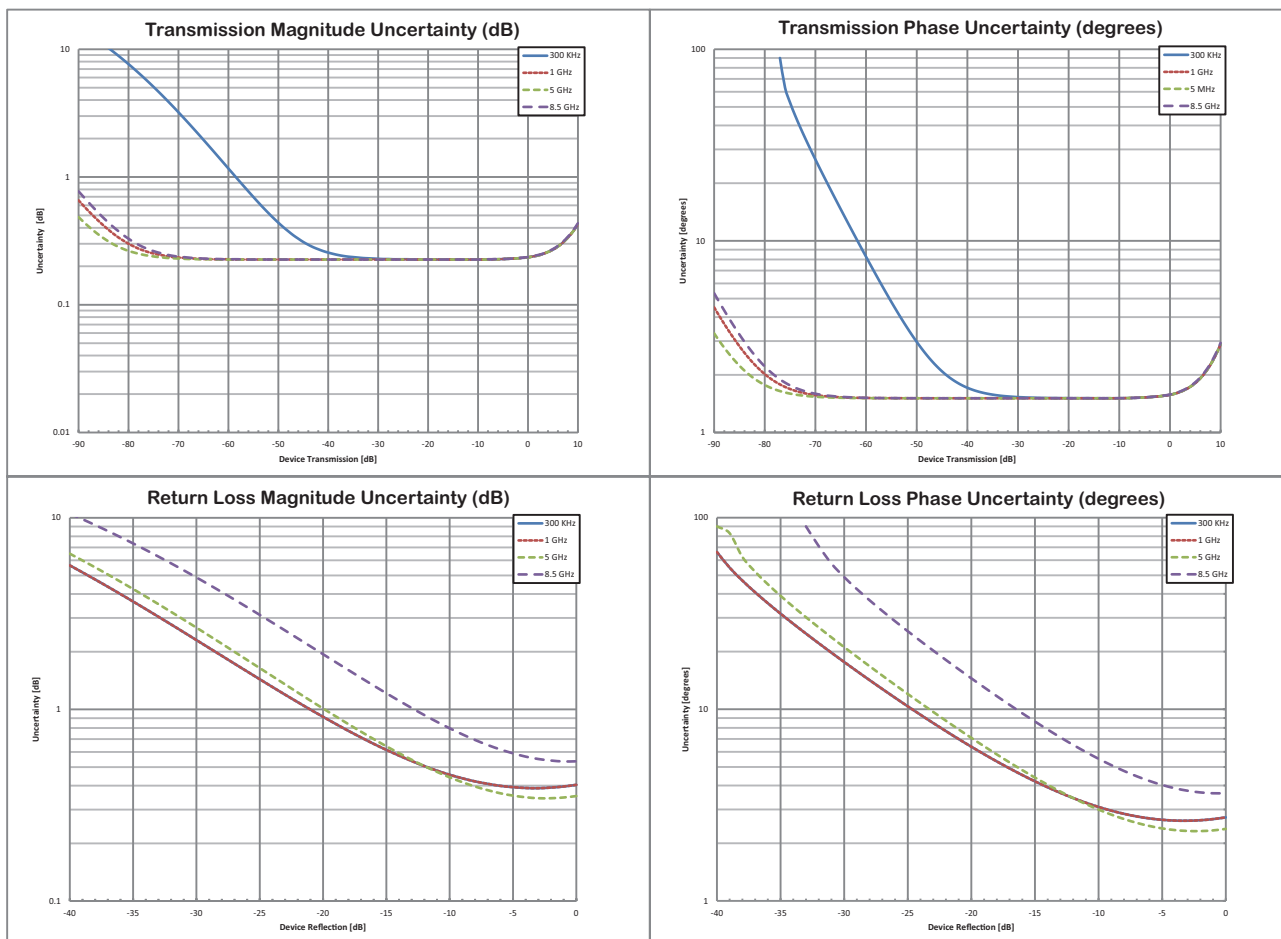 Transmission Magnitude Uncertainty (dB)
10
1
0.1
0.01
Uncertainty [dB]
-90 -80 -70 -60 -50 -40 -30 -20 -10 0 10
Device Transmission [dB]
300 KHz
1 GHz
5 GHz
8.5 GHz
Transmission Phase Uncertainty (degrees)
100
10
1
Uncertainty [degrees]
-90 -80 -70 -60 -50 -40 -30 -20 -10 0 10
Device Transmission [dB]
300 KHz
1 GHz
5 MHz
8.5 GHz
Return Loss Magnitude Uncertainty (dB)
10
1
0.1
Uncertainty [dB]
-40 -35 -30 -25 -20 -15 -10 -5 0
Device Reflection [dB]
300 KHz
1 GHz
5 GHz
8.5 GHz
Return Loss Phase Uncertainty (degrees)
100
10
1
Uncertainty [degrees]
-40 -35 -30 -25 -20 -15 -10 -5 0
Device Reflection [dB]
300 KHz
1 GHz
5 GHz
8.5 GHz